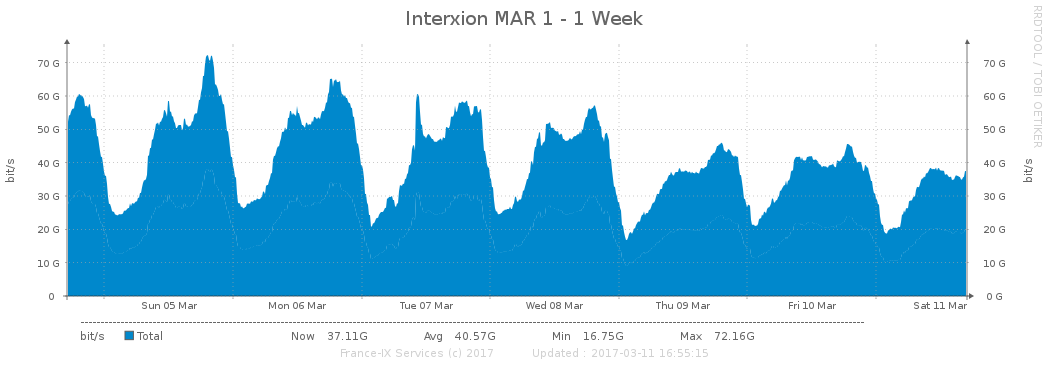 Interxion MAR 1 - 1 Week
RRDTOOL / TOBI OETIKER
70 G 70 G
60 G 60 G
50 G 50 G
40 G 40 G
30 G 30 G
20 G 20 G
10 G 10 G
0 0 G
bit/s bit/s
Sun 05 Mar Mon 06 Mar Tue 07 Mar Wed 08 Mar Thu 09 Mar Fri 10 Mar Sat 11 Mar
bit/s Total Now 37.11G Avg 40.57G Min 16.75G Max 72.16G
France-IX Services (c) 2017 Updated : 2017-03-11 16:55:15